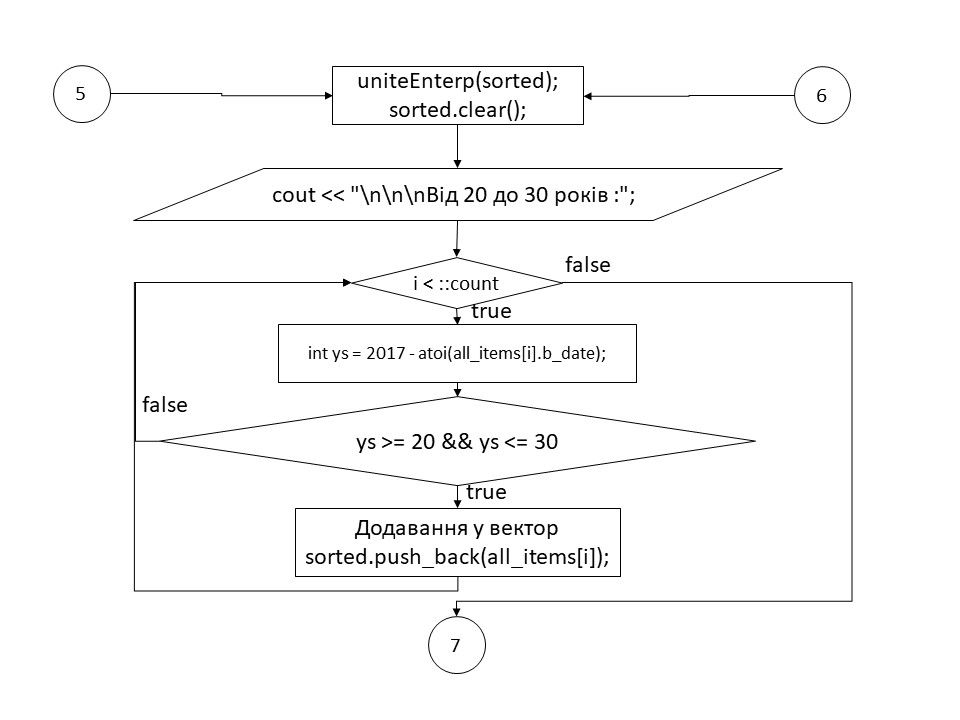 5
uniteEnterp(sorted);
sorted.clear();
6
cout << "\n\n\nВід 20 до 30 років :";
i < ::count
false
true
int ys = 2017 - atoi(all_items[i].b_date);
false
ys >= 20 && ys <= 30
true
Додавання у вектор
sorted.push_back(all_items[i]);
7